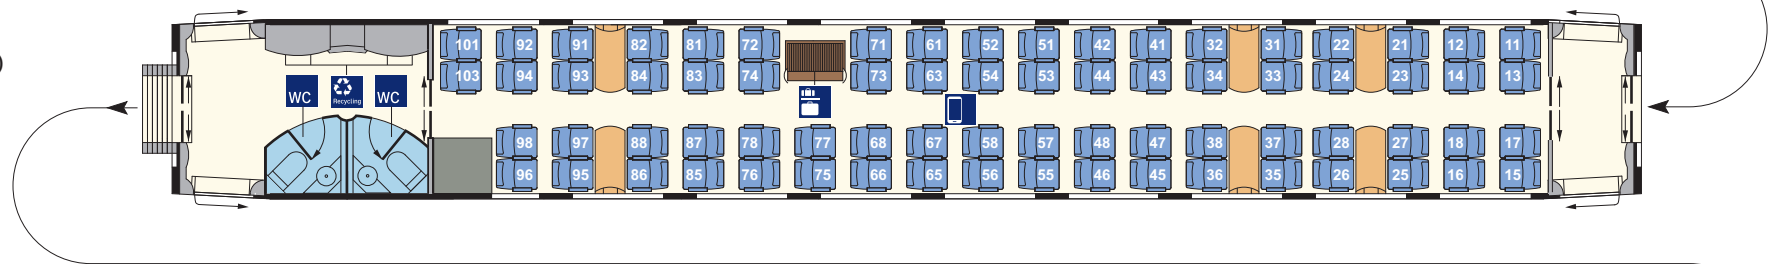 101 92 91 82 81 72 71 61 52 51 42 41 32 31 22 21 12 11
103 94 93 84 83 74 73 63 54 53 44 43 34 33 24 23 14 13
WC Recycling WC
98 97 88 87 78 77 68 67 58 57 48 47 38 37 28 27 18 17
96 95 86 85 76 75 66 65 56 55 46 45 36 35 26 25 16 15